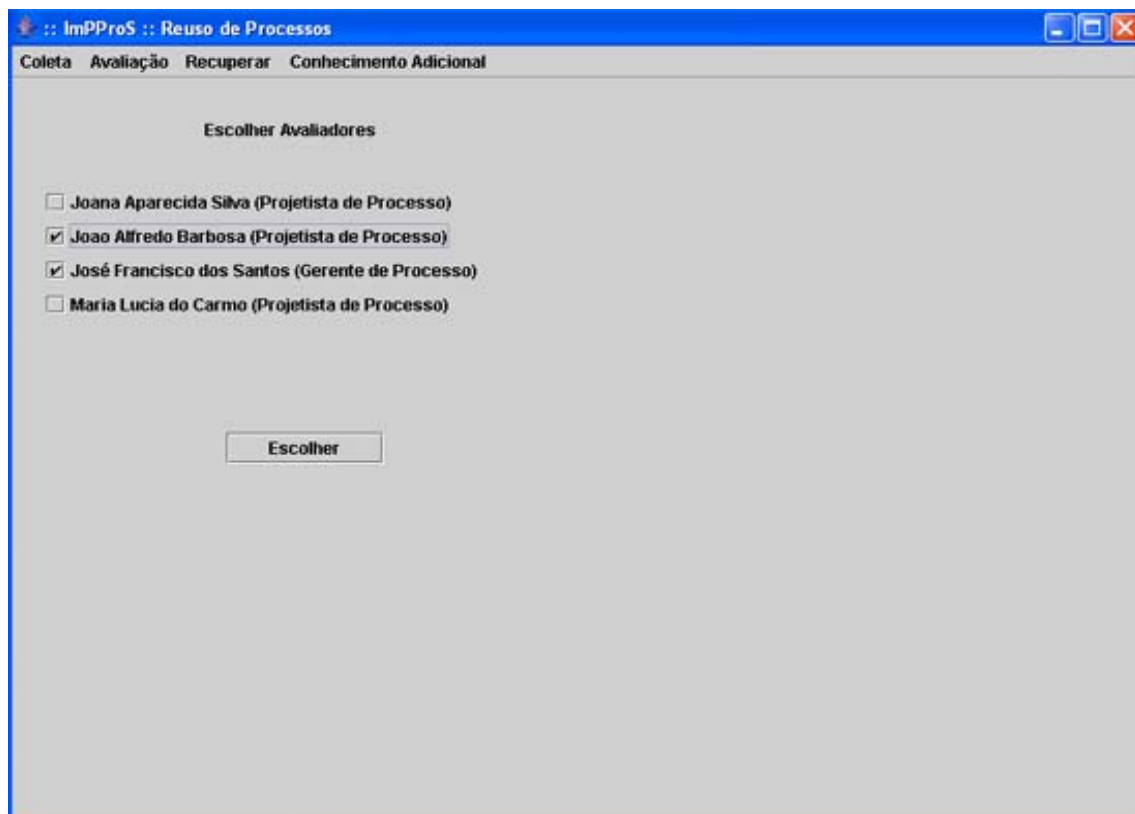 :: ImPProS :: Reuso de Processos
Coleta Avaliação Recuperar Conhecimento Adicional
Escolher Avaliadores
Joana Aparecida Silva (Projetista de Processo)
Joao Alfredo Barbosa (Projetista de Processo)
José Francisco dos Santos (Gerente de Processo)
Maria Lucia do Carmo (Projetista de Processo)
Escolher